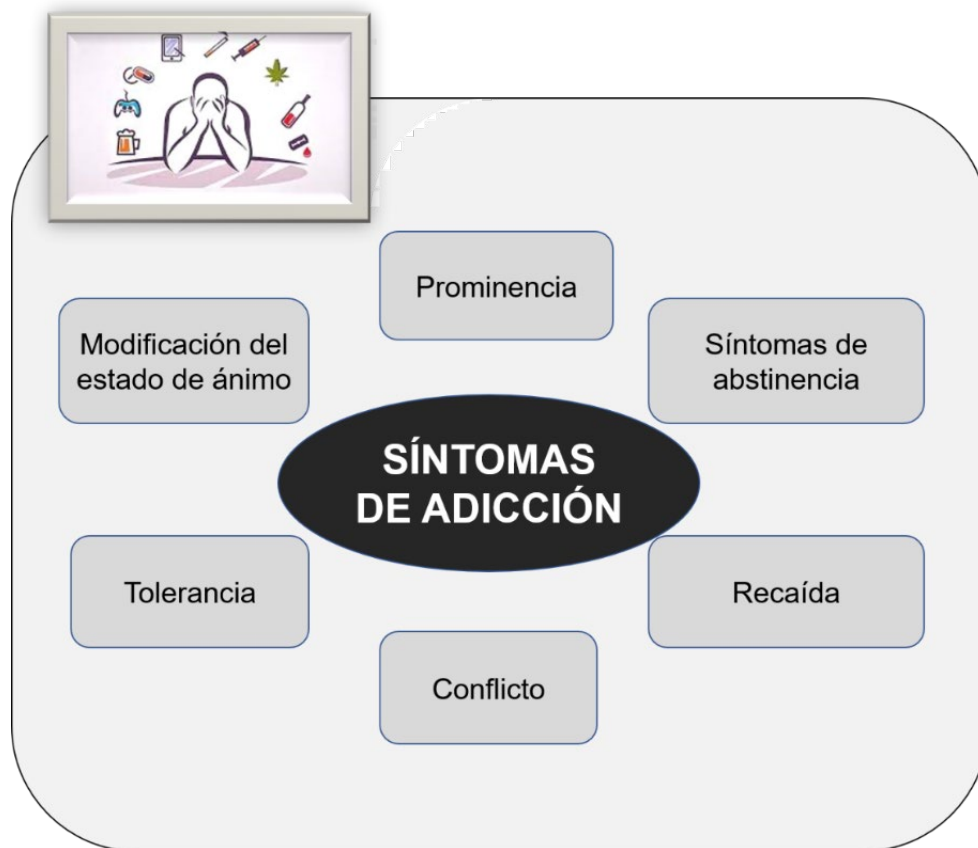 Prominencia
Modificación del
estado de ánimo
Síntomas de
abstinencia
SÍNTOMAS
DE ADICCIÓN
Tolerancia
Recaída
Conflicto